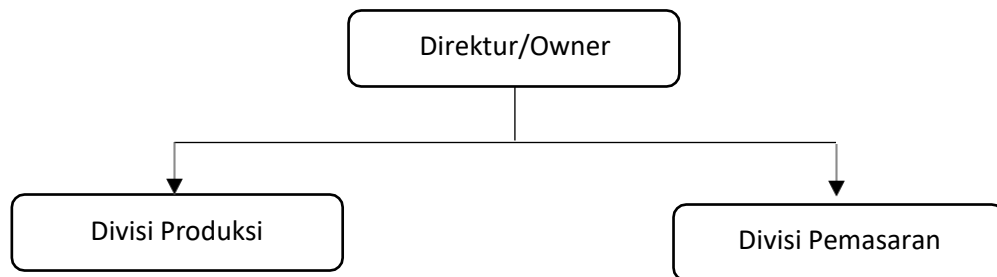 Direktur/Owner
Divisi Produksi
Divisi Pemasaran